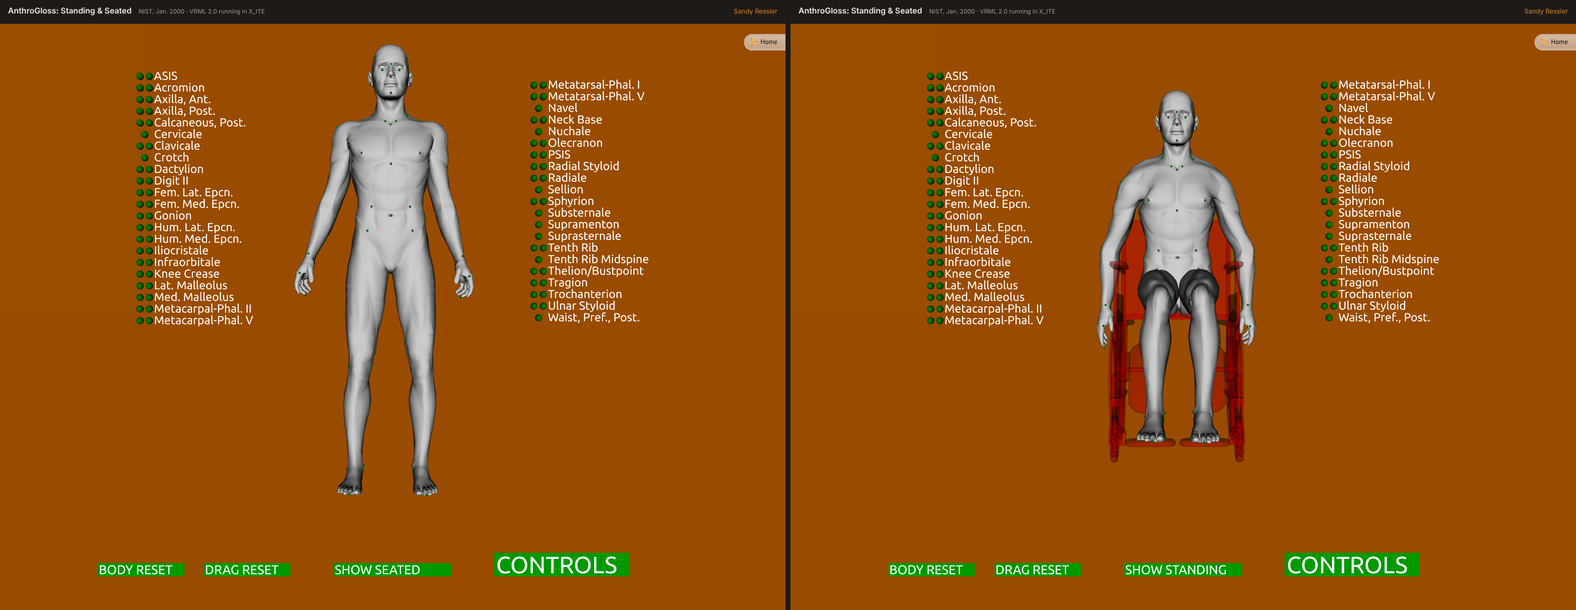 AnthroGloss: Standing & Seated NIST, Jan. 2000 · VRML 2.0 running in X_ITE Sandy Ressler
Home
ASIS
Acromion
Axilla, Ant.
Axilla, Post.
Calcaneous, Post.
Cervicale
Clavicale
Crotch
Dactylion
Digit II
Fem. Lat. Epcn.
Fem. Med. Epcn.
Gonion
Hum. Lat. Epcn.
Hum. Med. Epcn.
Iliocristale
Infraorbitale
Knee Crease
Lat. Malleolus
Med. Malleolus
Metacarpal-Phal. II
Metacarpal-Phal. V
Metatarsal-Phal. I
Metatarsal-Phal. V
Navel
Neck Base
Nuchale
Olecranon
PSIS
Radial Styloid
Radiale
Sellion
Sphyrion
Substernale
Supramenton
Suprasternale
Tenth Rib
Tenth Rib Midspine
Thelion/Bustpoint
Tragion
Trochanterion
Ulnar Styloid
Waist, Pref., Post.
BODY RESET
DRAG RESET
SHOW SEATED
CONTROLS
AnthroGloss: Standing & Seated NIST, Jan. 2000 · VRML 2.0 running in X_ITE Sandy Ressler
Home
ASIS
Acromion
Axilla, Ant.
Axilla, Post.
Calcaneous, Post.
Cervicale
Clavicale
Crotch
Dactylion
Digit II
Fem. Lat. Epcn.
Fem. Med. Epcn.
Gonion
Hum. Lat. Epcn.
Hum. Med. Epcn.
Iliocristale
Infraorbitale
Knee Crease
Lat. Malleolus
Med. Malleolus
Metacarpal-Phal. II
Metacarpal-Phal. V
Metatarsal-Phal. I
Metatarsal-Phal. V
Navel
Neck Base
Nuchale
Olecranon
PSIS
Radial Styloid
Radiale
Sellion
Sphyrion
Substernale
Supramenton
Suprasternale
Tenth Rib
Tenth Rib Midspine
Thelion/Bustpoint
Tragion
Trochanterion
Ulnar Styloid
Waist, Pref., Post.
BODY RESET
DRAG RESET
SHOW STANDING
CONTROLS